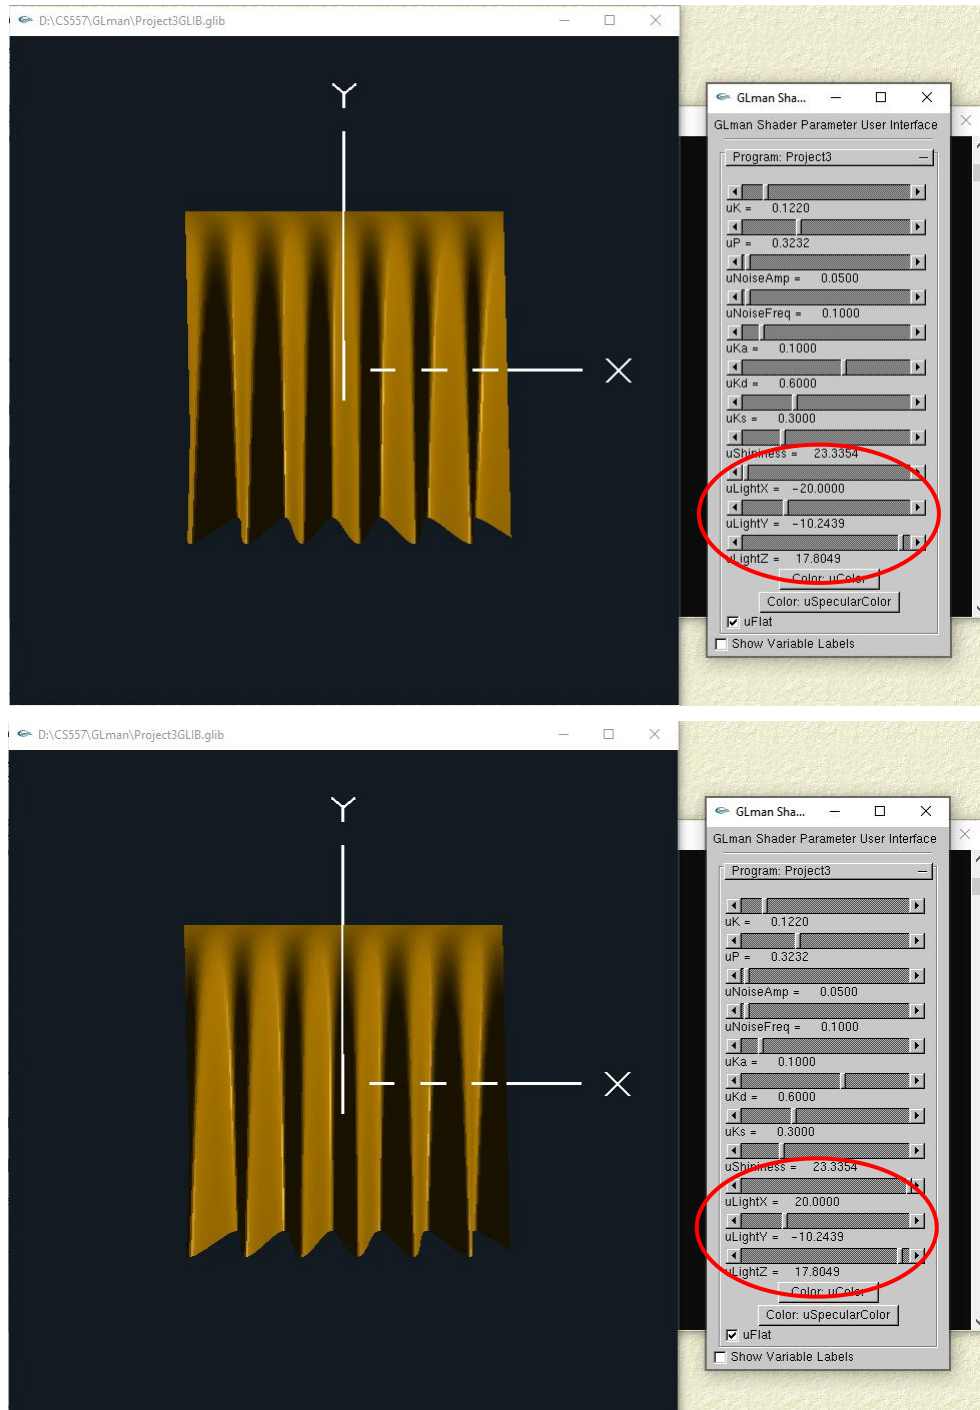 D:\CS557\GLman\Project3GLIB.glib
Y
X
GLman Sha...
GLman Shader Parameter User Interface
Program: Project3
uK = 0.1220
uP = 0.3232
uNoiseAmp = 0.0500
uNoiseFreq = 0.1000
uKa = 0.1000
uKd = 0.6000
uKs = 0.3000
uShininess = 23.3354
uLightX = -20.0000
uLightY = -10.2439
uLightZ = 17.8049
Color: uColor
Color: uSpecularColor
uFlat
Show Variable Labels
D:\CS557\GLman\Project3GLIB.glib
Y
X
GLman Sha...
GLman Shader Parameter User Interface
Program: Project3
uK = 0.1220
uP = 0.3232
uNoiseAmp = 0.0500
uNoiseFreq = 0.1000
uKa = 0.1000
uKd = 0.6000
uKs = 0.3000
uShininess = 23.3354
uLightX = 20.0000
uLightY = -10.2439
uLightZ = 17.8049
Color: uColor
Color: uSpecularColor
uFlat
Show Variable Labels